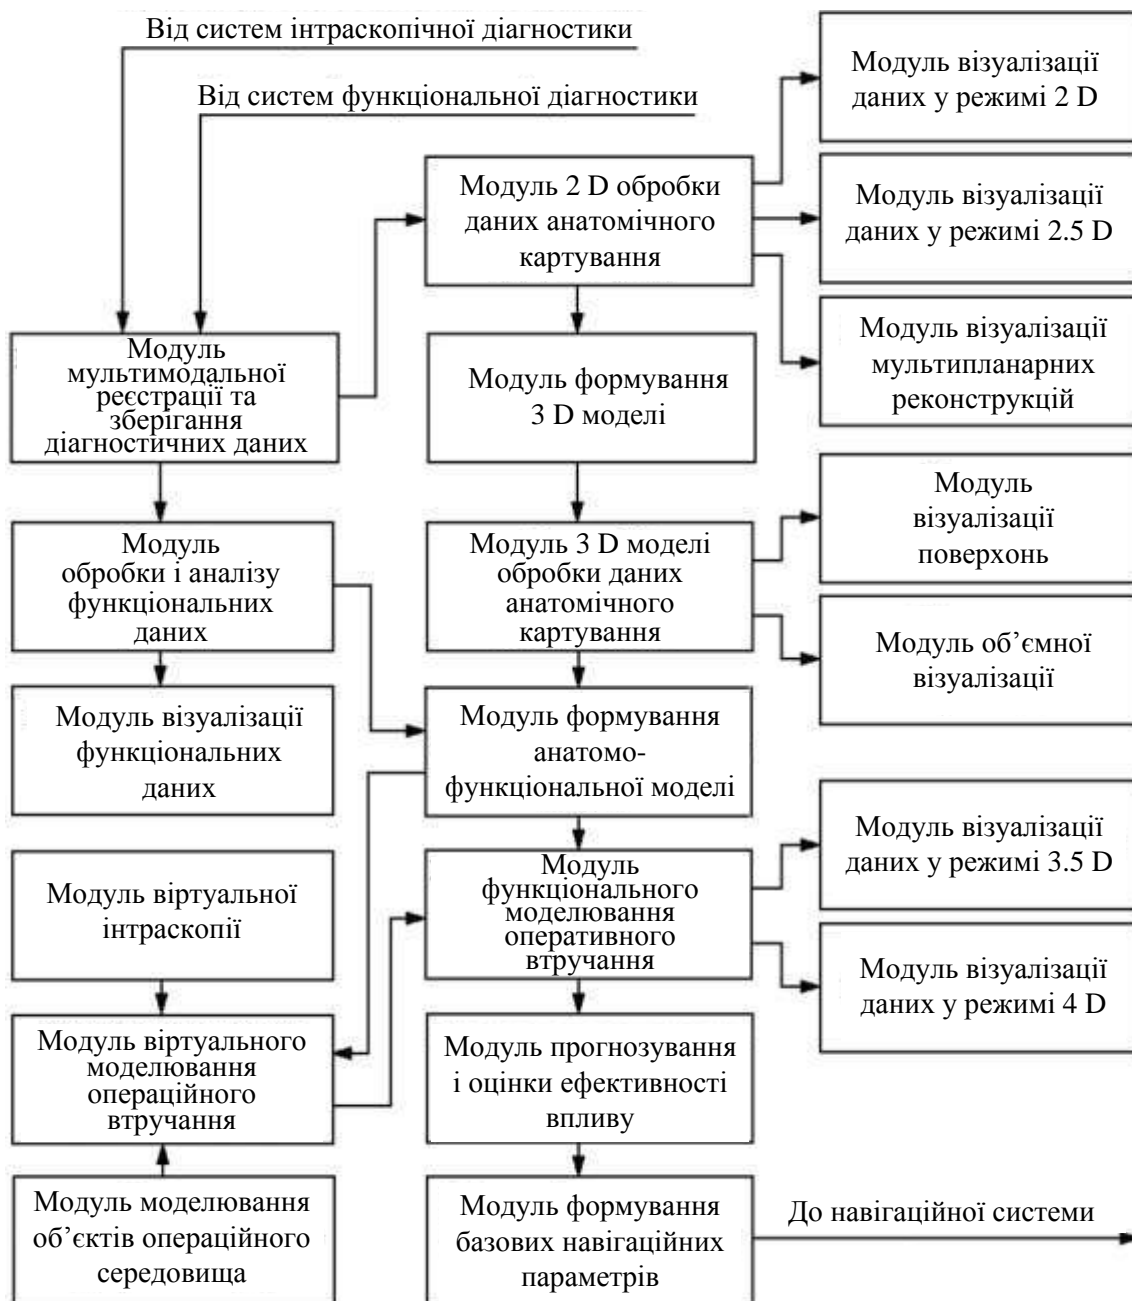 Від систем інтраскопічної діагностики
Від систем функціональної діагностики
Модуль візуалізації
даних у режимі 2 D
Модуль 2 D обробки
даних анатомічного
картування
Модуль візуалізації
даних у режимі 2.5 D
Модуль візуалізації
мультипланарних
реконструкцій
Модуль
мультимодальної
реєстрації та
зберігання
діагностичних даних
Модуль формування
3 D моделі
Модуль
візуалізації
поверхонь
Модуль
обробки і аналізу
функціональних
даних
Модуль 3 D моделі
обробки даних
анатомічного
картування
Модуль об’ємної
візуалізації
Модуль візуалізації
функціональних
даних
Модуль формування
анатомо-
функціональної моделі
Модуль візуалізації
даних у режимі 3.5 D
Модуль віртуальної
інтраскопії
Модуль
функціонального
моделювання
оперативного
втручання
Модуль візуалізації
даних у режимі 4 D
Модуль віртуального
моделювання
операційного
втручання
Модуль прогнозування
і оцінки ефективності
впливу
Модуль моделювання
об’єктів операційного
середовища
Модуль формування
базових навігаційних
параметрів
До навігаційної системи